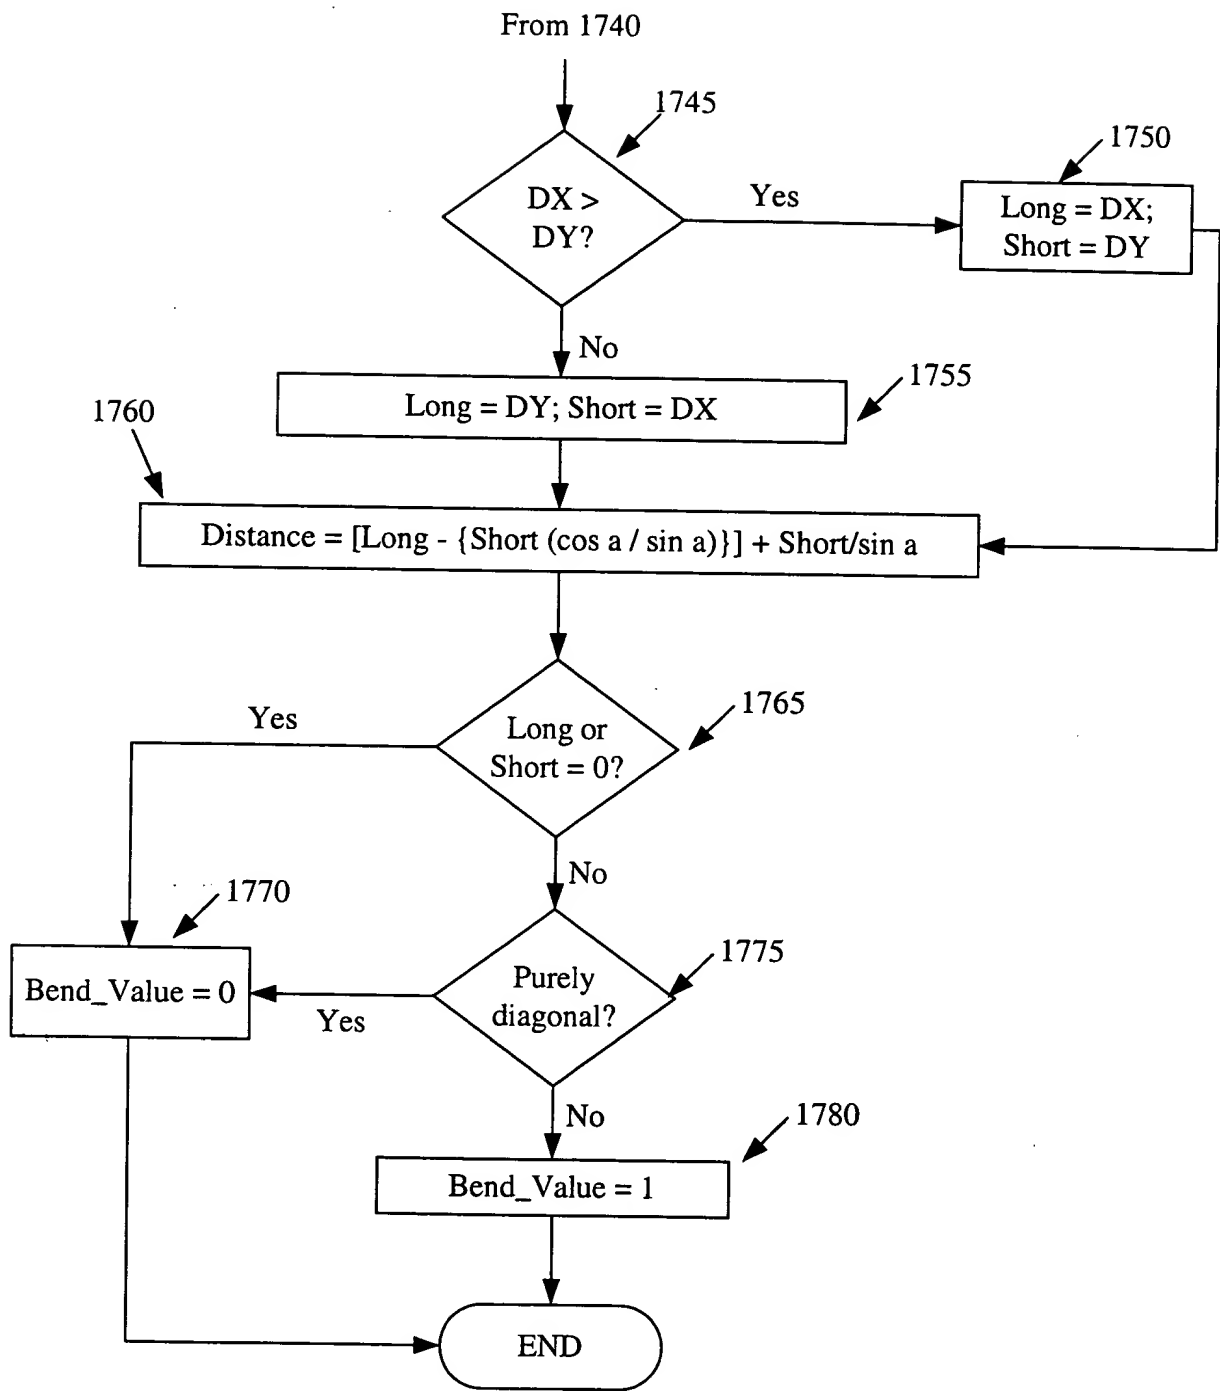 From 1740
1745
DX >
DY?
Yes
1750
Long = DX;
Short = DY
No
1755
Long = DY; Short = DX
1760
Distance = [Long - {Short (cos a / sin a)}] + Short/sin a
1765
Long or
Short = 0?
Yes
No
1770
Bend_Value = 0
1775
Purely
diagonal?
Yes
No
1780
Bend_Value = 1
END